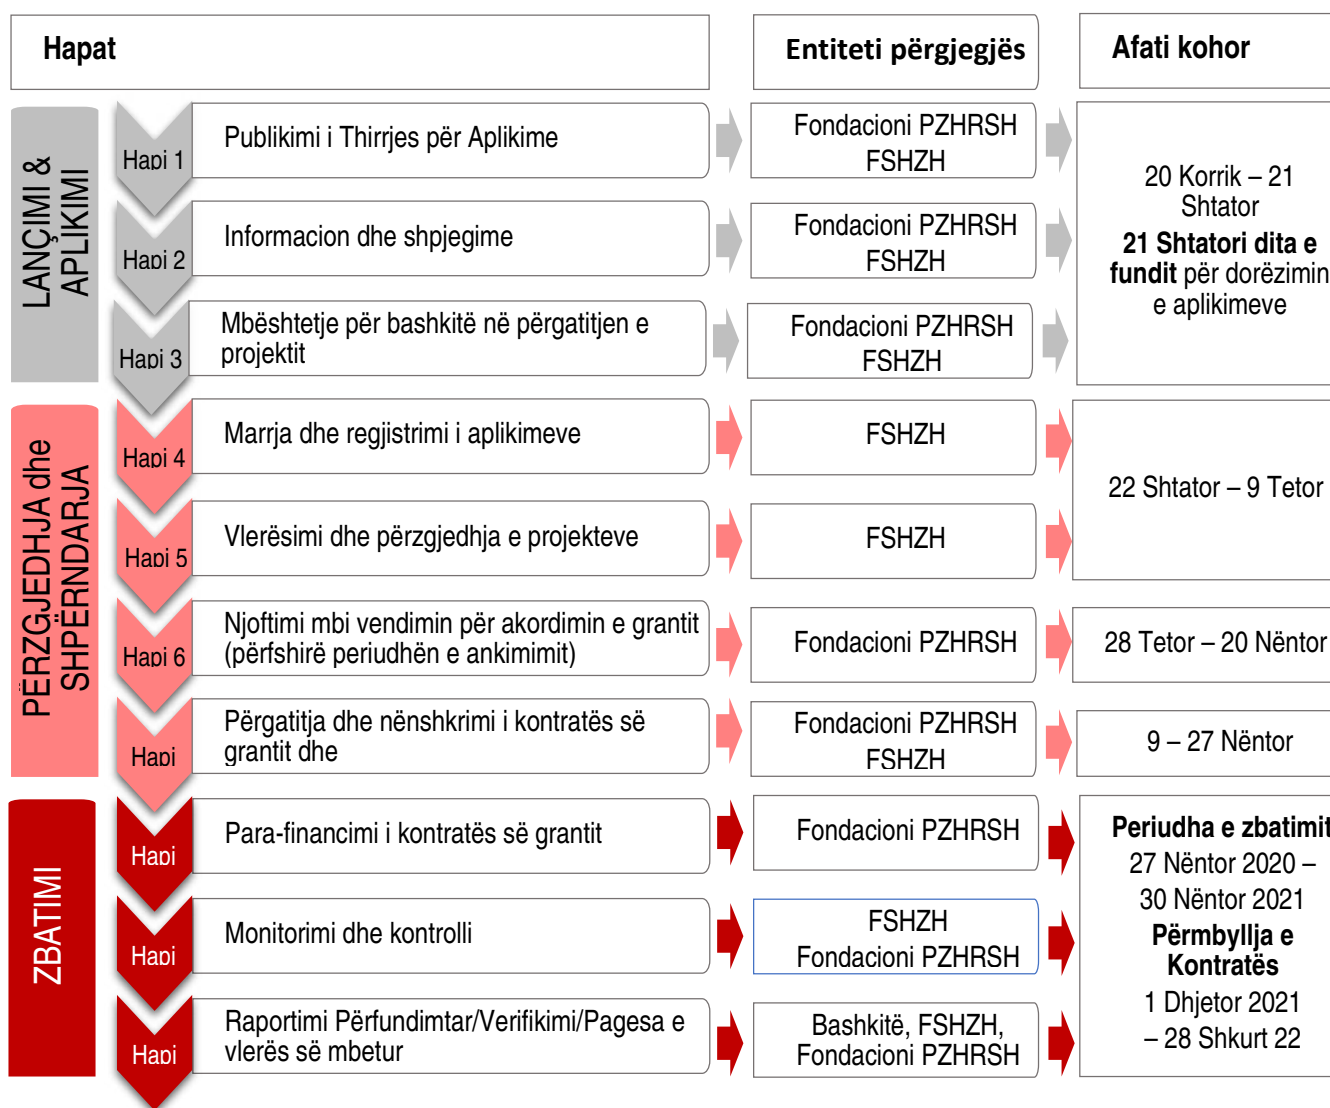 Hapat
Entiteti përgjegjës
Afati kohor
LANÇIMI &
APLIKIMI
Hapi 1
Publikimi i Thirrjes për Aplikime
Fondacioni PZHRSH
FSHZH
Hapi 2
Informacion dhe shpjegime
Fondacioni PZHRSH
FSHZH
Hapi 3
Mbështetje për bashkitë në përgatitjen e
projektit
Fondacioni PZHRSH
FSHZH
20 Korrik – 21
Shtator
21 Shtatori dita e
fundit për dorëzimin
e aplikimeve
PËRZGJEDHJA dhe
SHPËRNDARJA
Hapi 4
Marrja dhe regjistrimi i aplikimeve
FSHZH
Hapi 5
Vlerësimi dhe përzgjedhja e projekteve
FSHZH
22 Shtator – 9 Tetor
Hapi 6
Njoftimi mbi vendimin për akordimin e grantit
(përfshirë periudhën e ankimimit)
Fondacioni PZHRSH
28 Tetor – 20 Nëntor
Hapi
Përgatitja dhe nënshkrimi i kontratës së
grantit dhe
Fondacioni PZHRSH
FSHZH
9 – 27 Nëntor
ZBATIMI
Hapi
Para-financimi i kontratës së grantit
Fondacioni PZHRSH
Hapi
Monitorimi dhe kontrolli
FSHZH
Fondacioni PZHRSH
Hapi
Raportimi Përfundimtar/Verifikimi/Pagesa e
vlerës së mbetur
Bashkitë, FSHZH,
Fondacioni PZHRSH
Periudha e zbatimit
27 Nëntor 2020 –
30 Nëntor 2021
Përmbyllja e
Kontratës
1 Dhjetor 2021
– 28 Shkurt 22